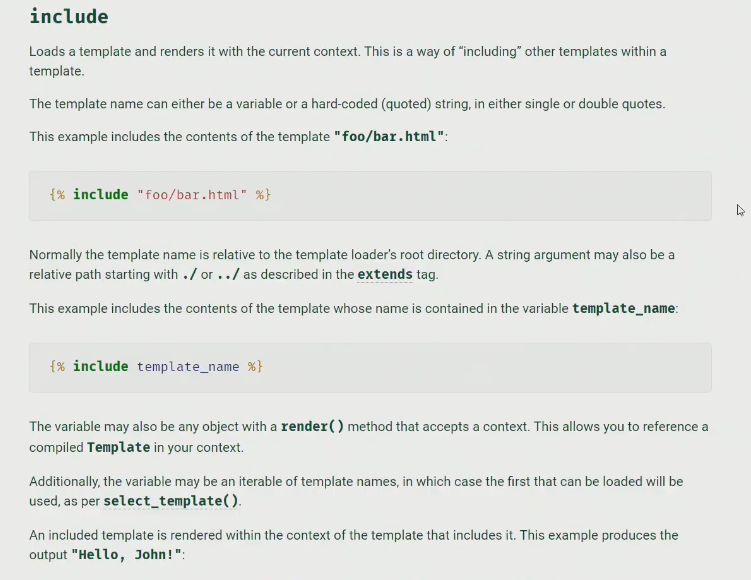 include
Loads a template and renders it with the current context. This is a way of “including” other templates within a
template.
The template name can either be a variable or a hard-coded (quoted) string, in either single or double quotes.
This example includes the contents of the template "foo/bar.html":
{% include "foo/bar.html" %}
Normally the template name is relative to the template loader’s root directory. A string argument may also be a
relative path starting with ./ or ../ as described in the extends tag.
This example includes the contents of the template whose name is contained in the variable template_name:
{% include template_name %}
The variable may also be any object with a render() method that accepts a context. This allows you to reference a
compiled Template in your context.
Additionally, the variable may be an iterable of template names, in which case the first that can be loaded will be
used, as per select_template().
An included template is rendered within the context of the template that includes it. This example produces the
output "Hello, John!":